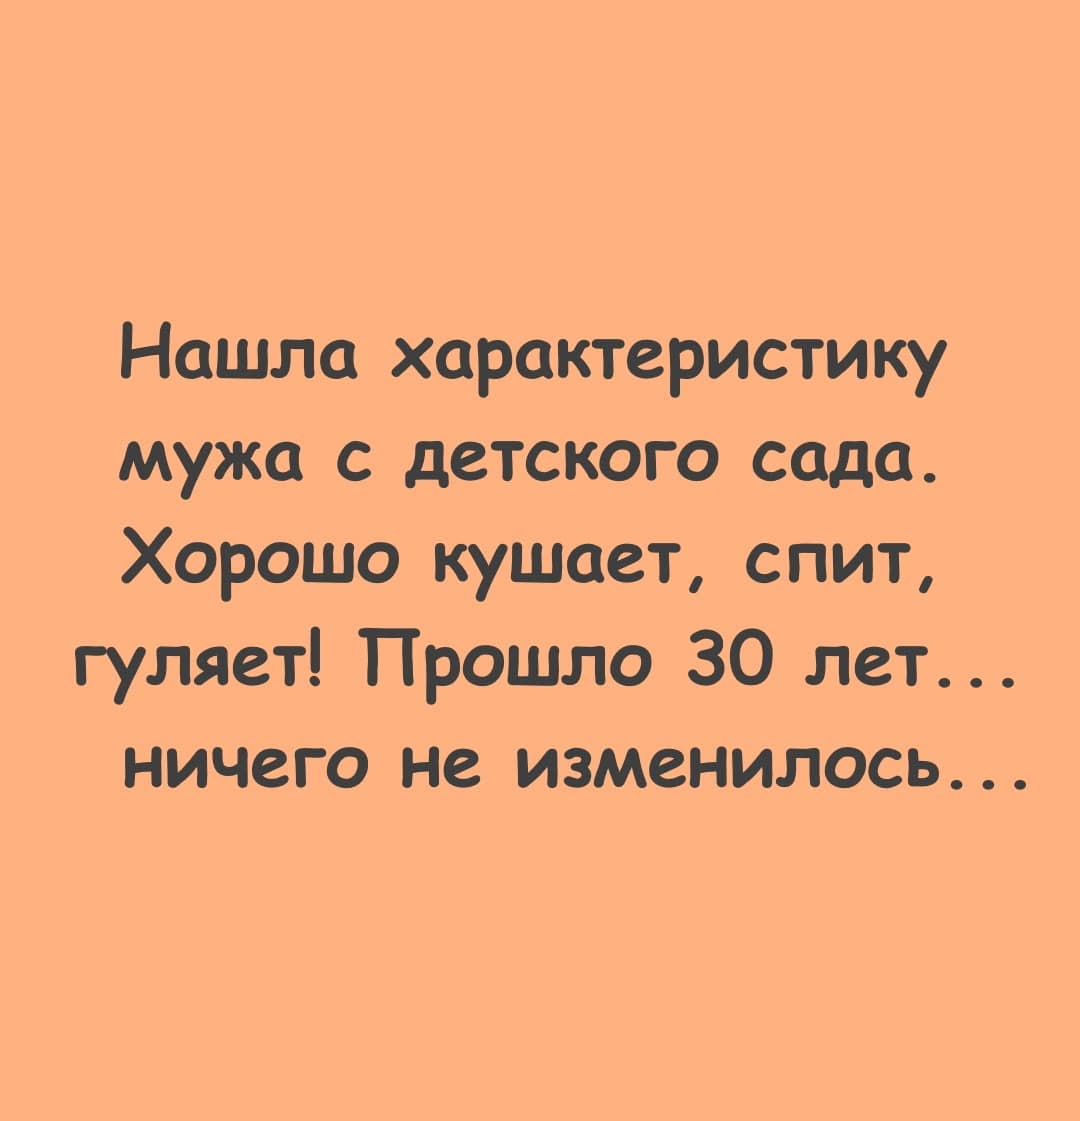 Нашла характеристику
мужа с детского сада.
Хорошо кушает, спит,
гуляет! Прошло 30 лет...
ничего не изменилось...